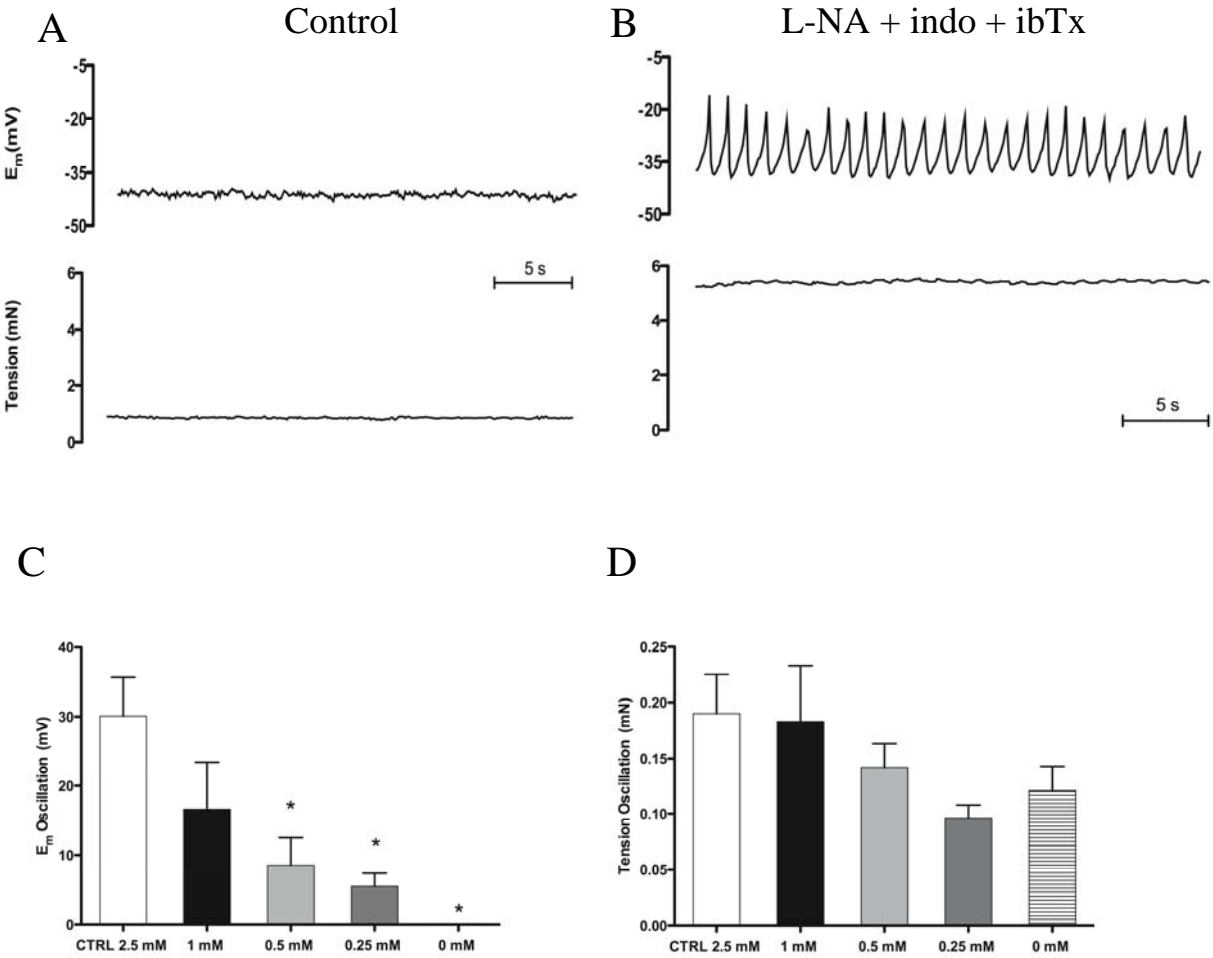 A
Control
B
L-NA + indo + ibTx
-5
-20
-35
-50
Em(mV)
-5
-20
-35
-50
5 s
6
4
2
0
Tension (mN)
6
4
2
0
5 s
C
D
40
30
20
10
0
Em Oscillation (mV)
*
*
*
CTRL 2.5 mM
1 mM
0.5 mM
0.25 mM
0 mM
0.25
0.20
0.15
0.10
0.05
0.00
Tension Oscillation (mN)
CTRL 2.5 mM
1 mM
0.5 mM
0.25 mM
0 mM